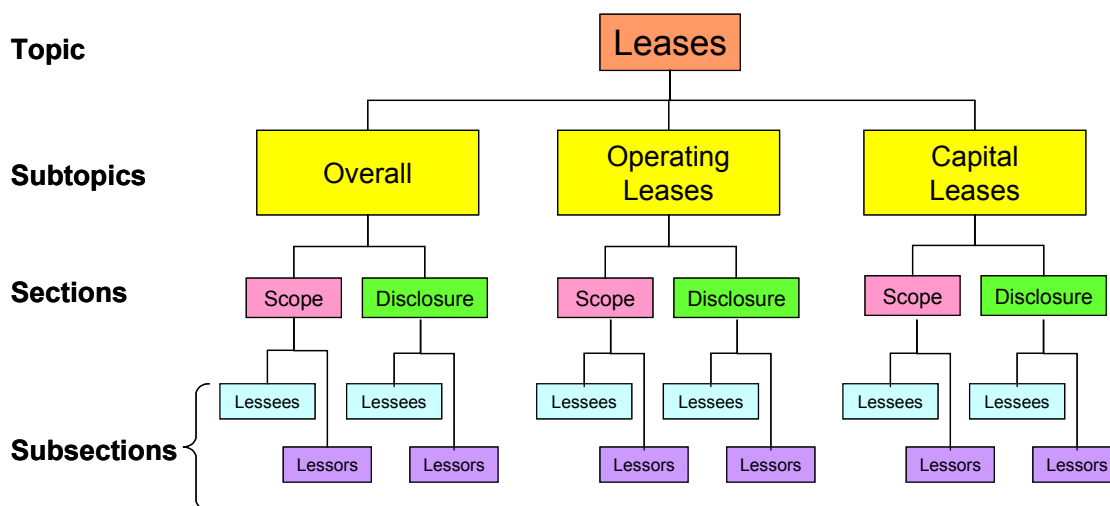 Topic
Leases
Subtopics
Overall
Operating
Leases
Capital
Leases
Sections
Scope
Disclosure
Scope
Disclosure
Scope
Disclosure
Subsections
Lessees
Lessees
Lessees
Lessees
Lessees
Lessees
Lessors
Lessors
Lessors
Lessors
Lessors
Lessors